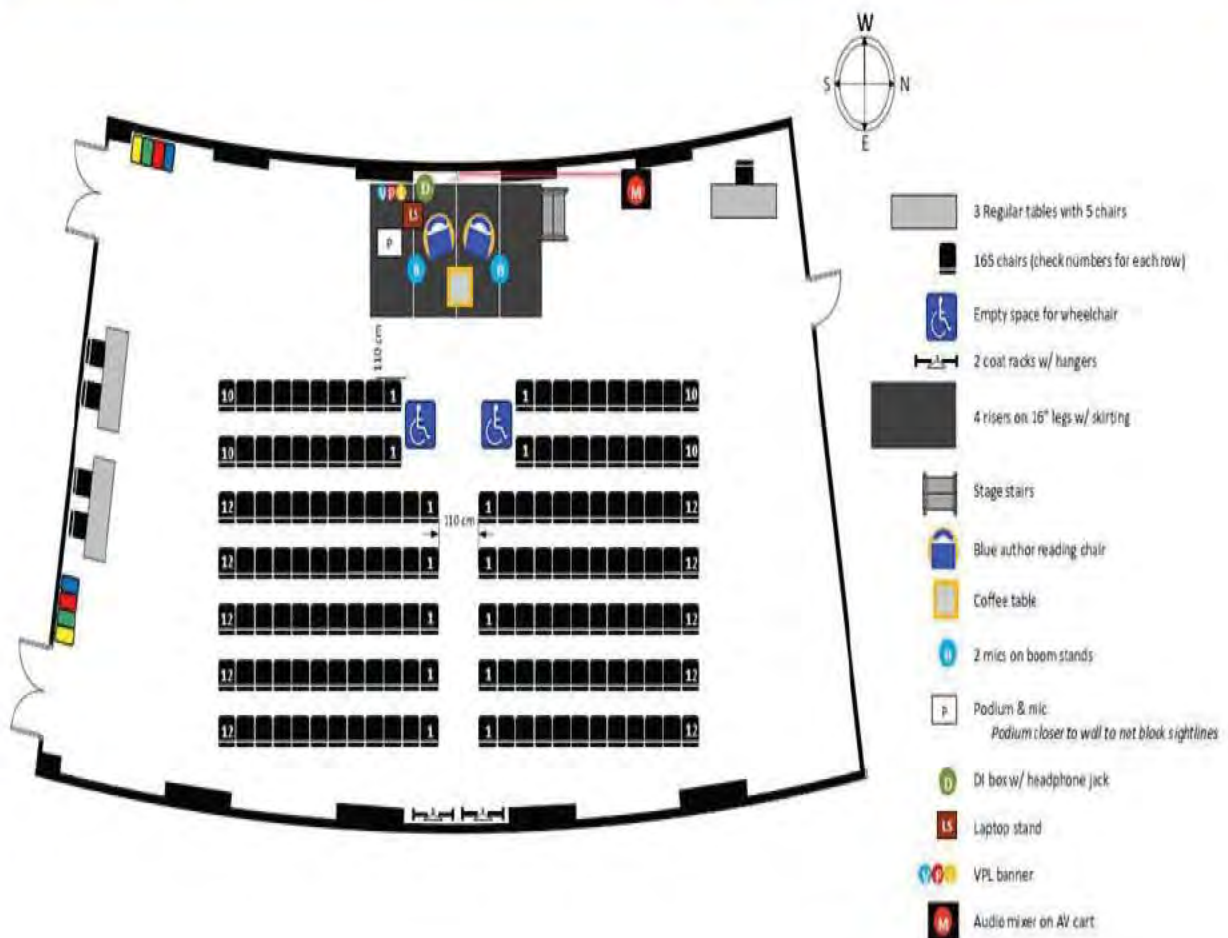 W
S N
E
V P L D
M
LS
P
B B
110 cm
10 1 1 10
10 1 1 10
12 1 1 12
110 cm
12 1 1 12
12 1 1 12
12 1 1 12
12 1 1 12
3 Regular tables with 5 chairs
165 chairs (check numbers for each row)
Empty space for wheelchair
2 coat racks w/ hangers
4 risers on 16" legs w/ skirting
Stage stairs
Blue author reading chair
Coffee table
B 2 mics on boom stands
P Podium & mic
Podium closer to wall to not block sightlines
D DI box w/ headphone jack
LS Laptop stand
V P L VPL banner
M Audio mixer on AV cart